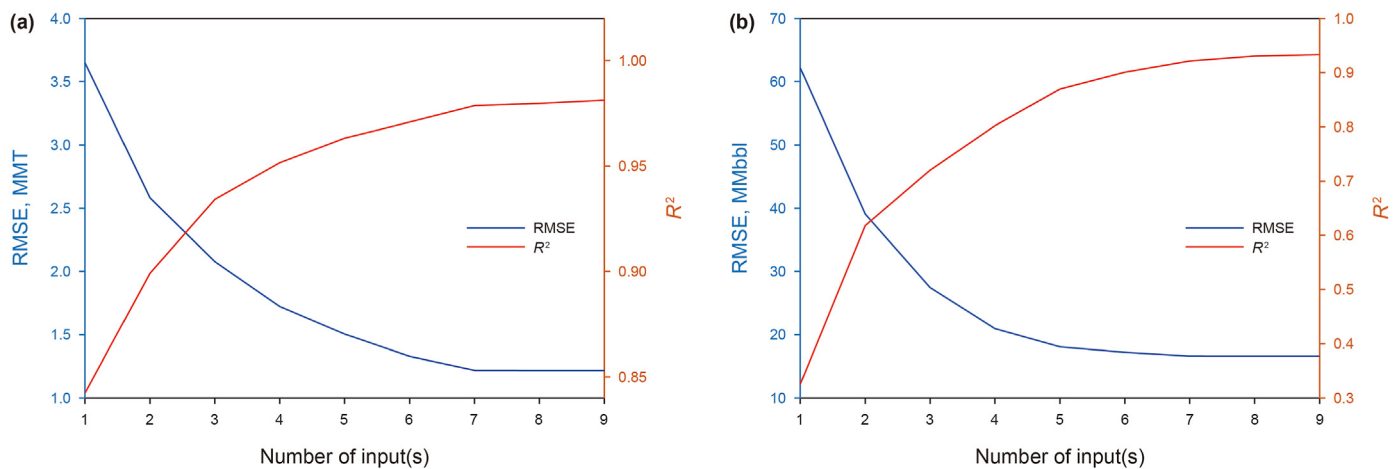 (a)
4.0
3.5
3.0
2.5
2.0
1.5
1.0
RMSE, MMT
1.00
0.95
0.90
0.85
R²
RMSE
R²
1 2 3 4 5 6 7 8 9
Number of input(s)
(b)
70
60
50
40
30
20
10
RMSE, MMbbl
1.0
0.9
0.8
0.7
0.6
0.5
0.4
0.3
R²
RMSE
R²
1 2 3 4 5 6 7 8 9
Number of input(s)